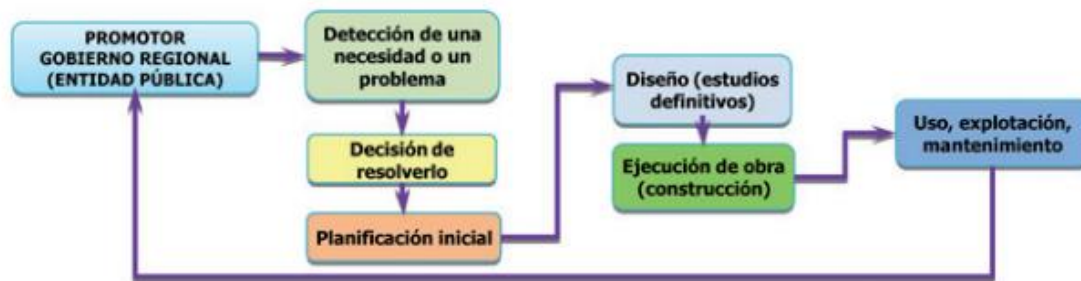 PROMOTOR
GOBIERNO REGIONAL
(ENTIDAD PÚBLICA)
Detección de una
necesidad o un
problema
Decisión de
resolverlo
Planificación inicial
Diseño (estudios
definitivos)
Ejecución de obra
(construcción)
Uso, explotación,
mantenimiento